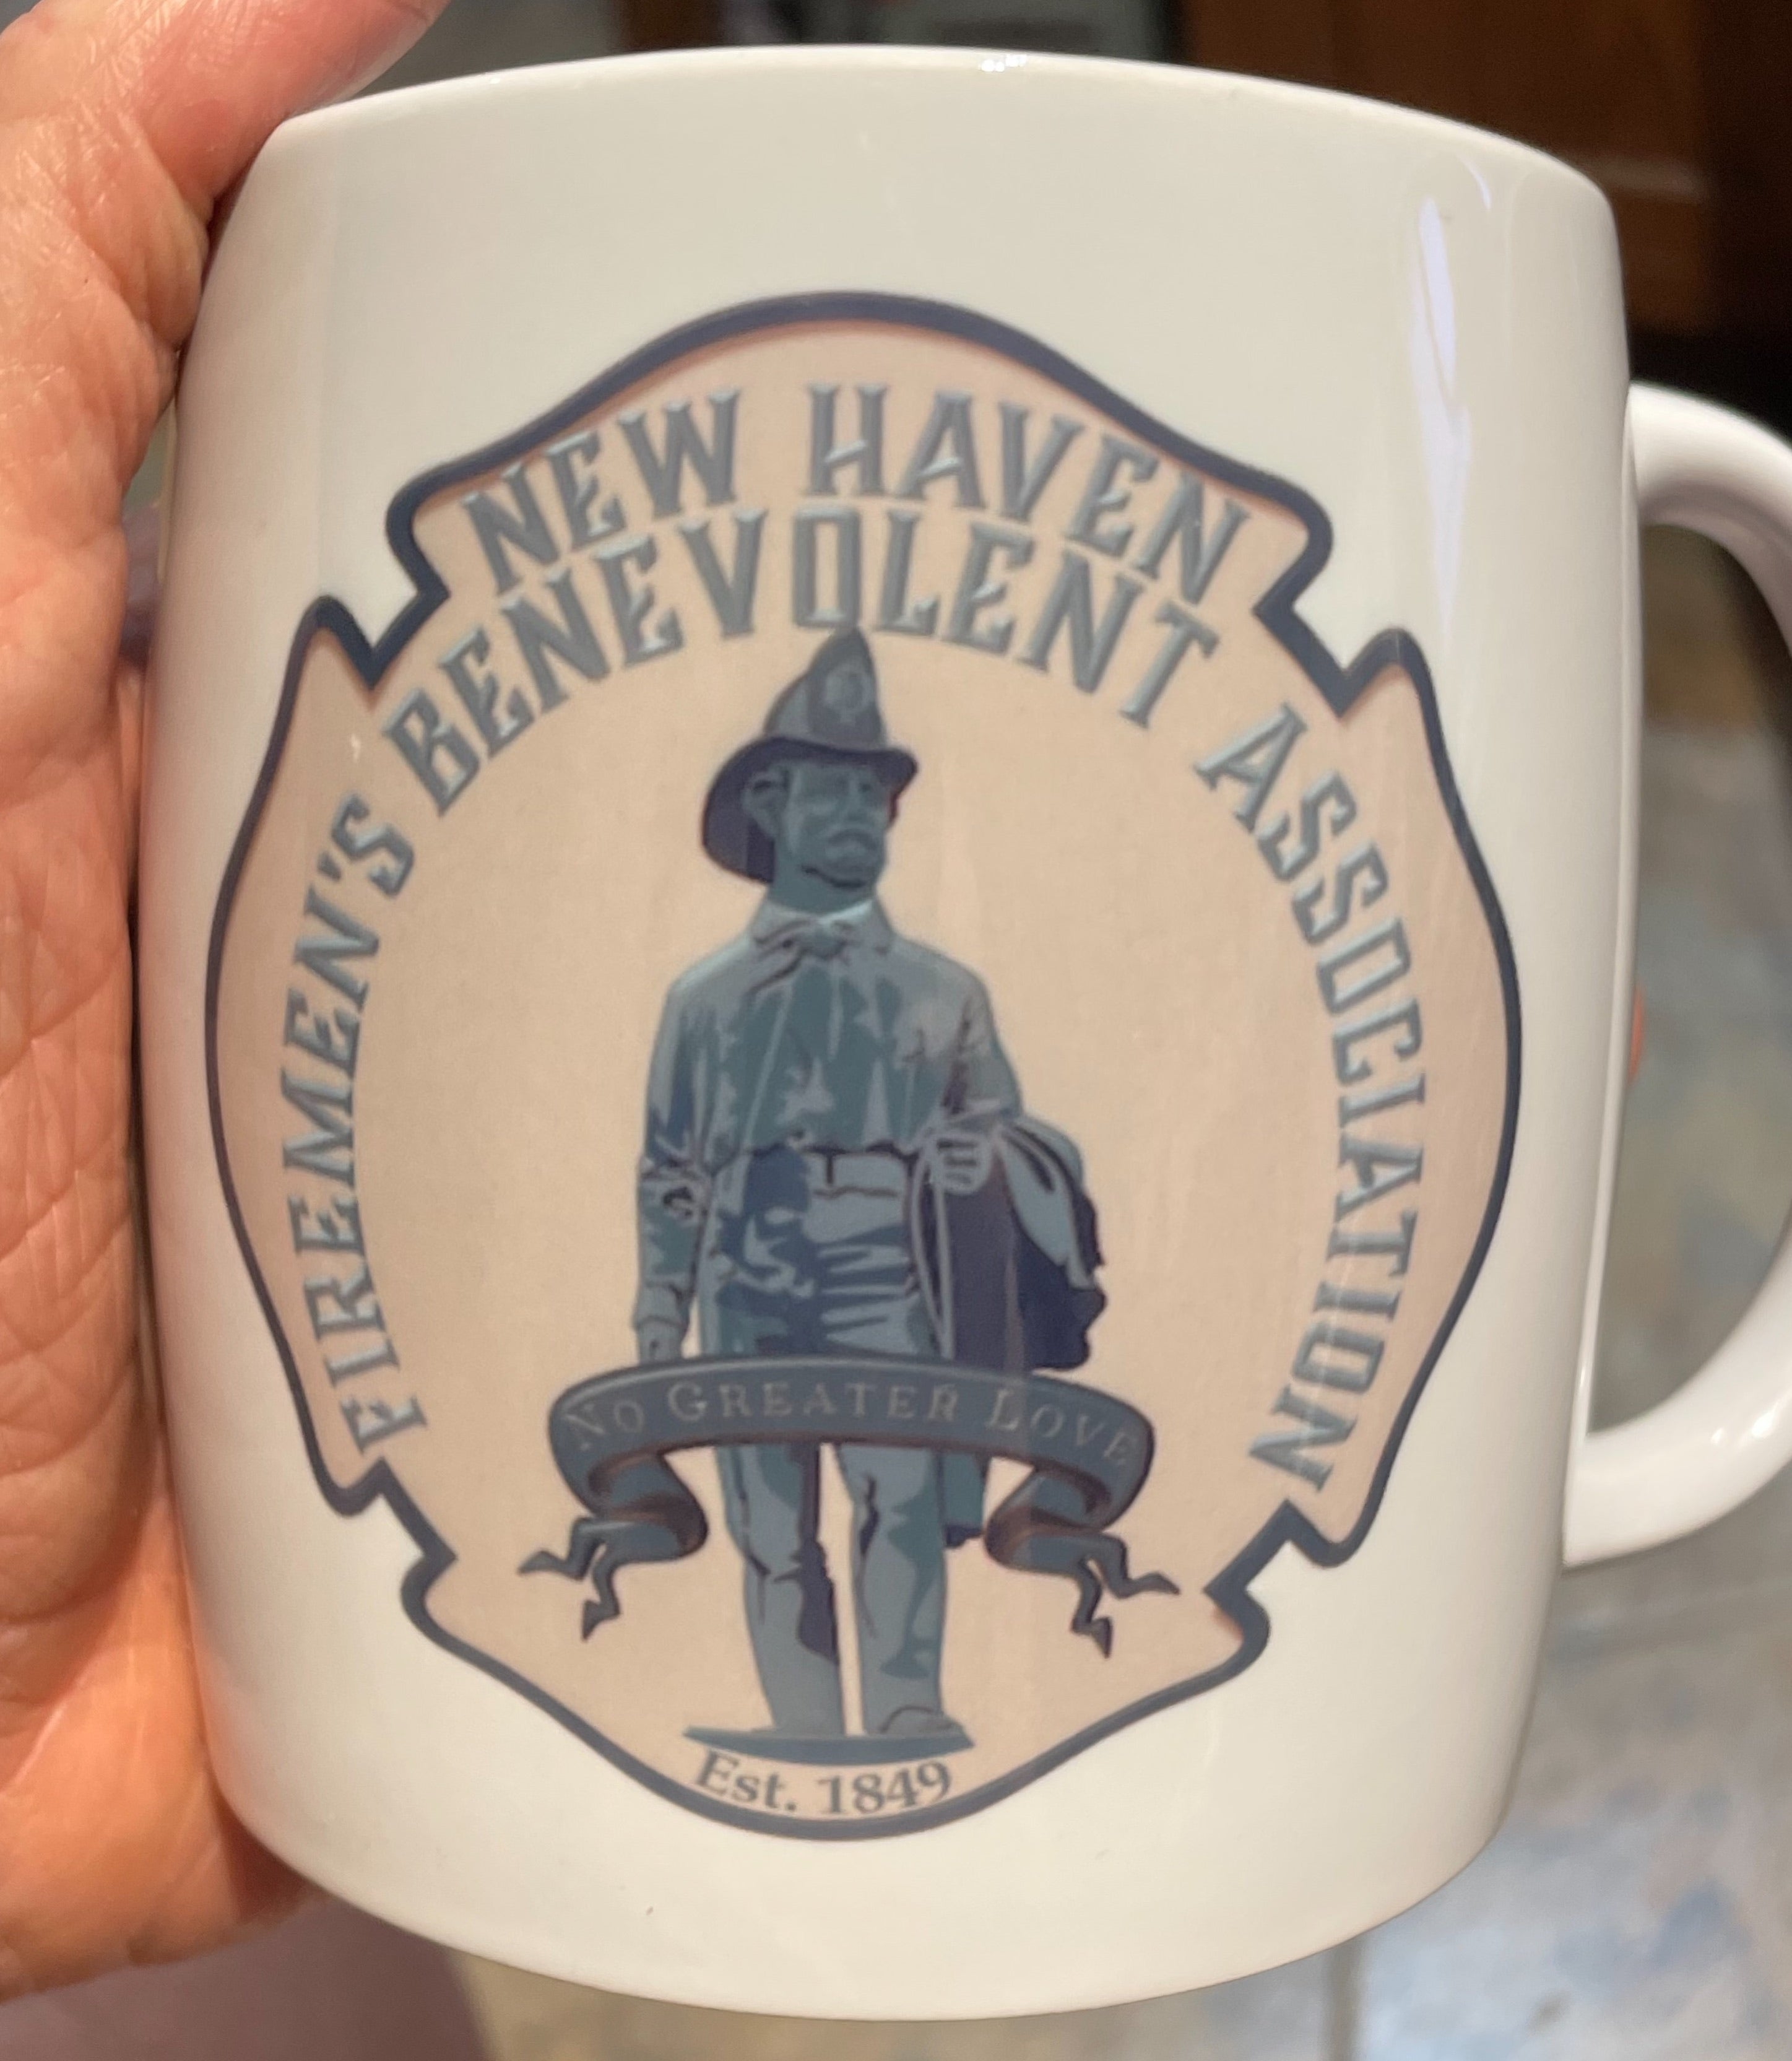 NEW HAVEN
FIREMEN'S BENEVOLENT ASSOCIATION
No Greater Love
Est. 1849